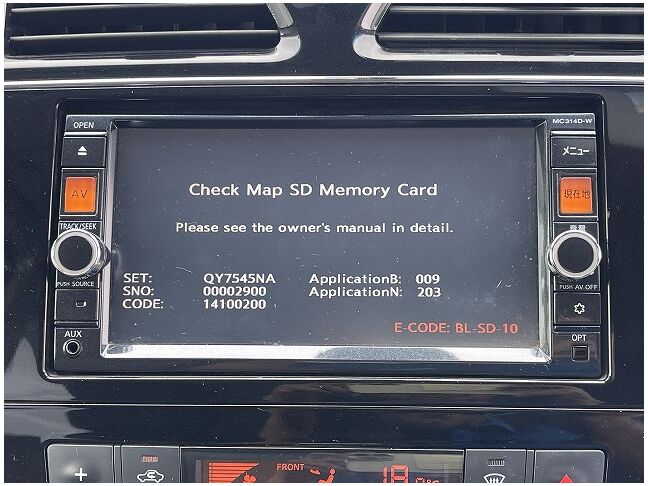 OPEN
MC314D-W
メニュー
AV
現在地
Check Map SD Memory Card
Please see the owner's manual in detail.
TRACK/SEEK
音量
SET: QY7545NA ApplicationB: 009
SNO: 00002900 ApplicationN: 203
CODE: 14100200
PUSH SOURCE
PUSH AV OFF
E-CODE: BL-SD-10
AUX
OPT
FRONT